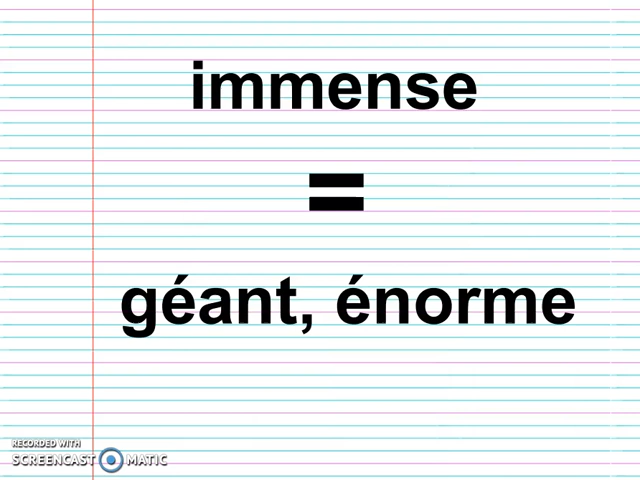 immense
=
géant, énorme
RECORDED WITH
SCREENCAST MATIC